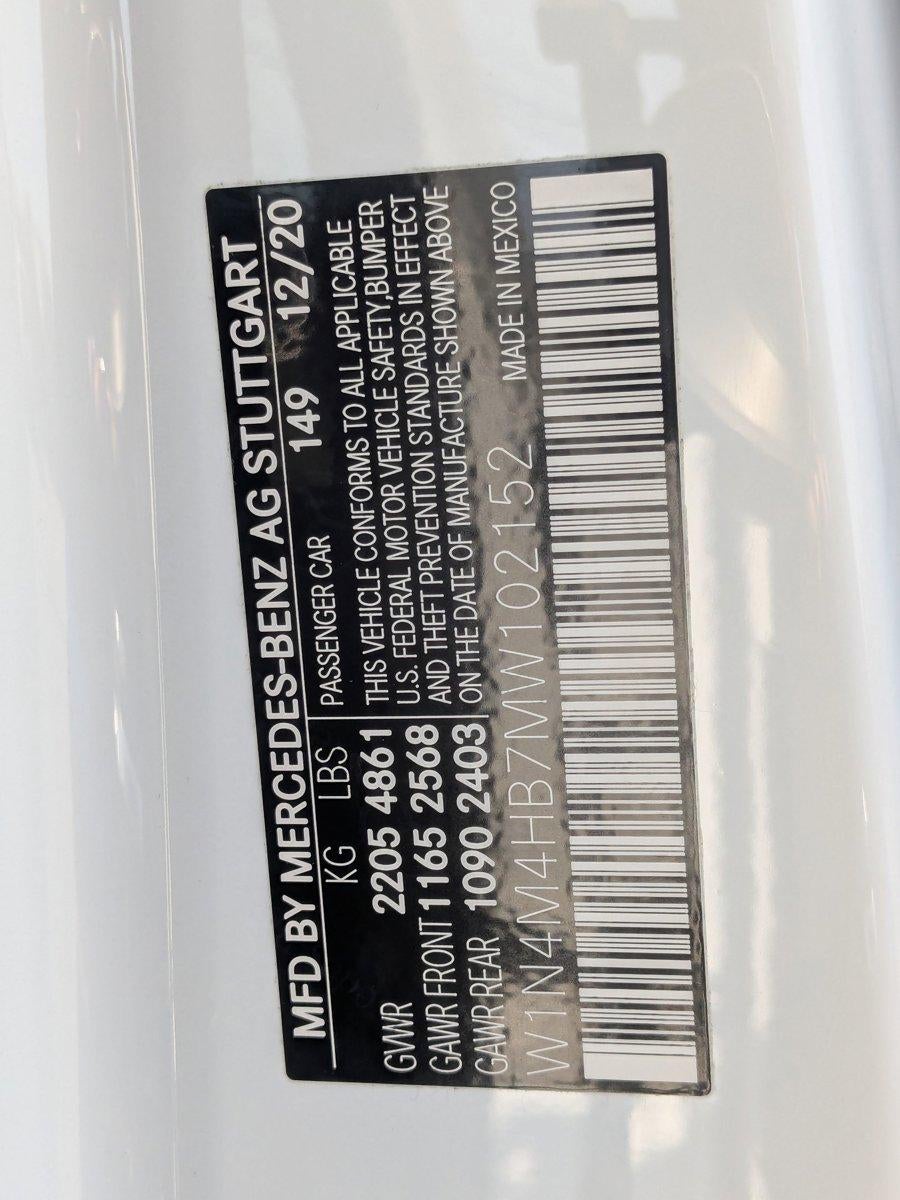 MFD BY MERCEDES-BENZ AG STUTTGART
KG LBS PASSENGER CAR 149 12/20
GVWR 2205 4861
GAWR FRONT 1165 2568
GAWR REAR 1090 2403
THIS VEHICLE CONFORMS TO ALL APPLICABLE
U.S. FEDERAL MOTOR VEHICLE SAFETY,BUMPER
AND THEFT PREVENTION STANDARDS IN EFFECT
ON THE DATE OF MANUFACTURE SHOWN ABOVE
W1N4M4HB7MW102152 MADE IN MEXICO